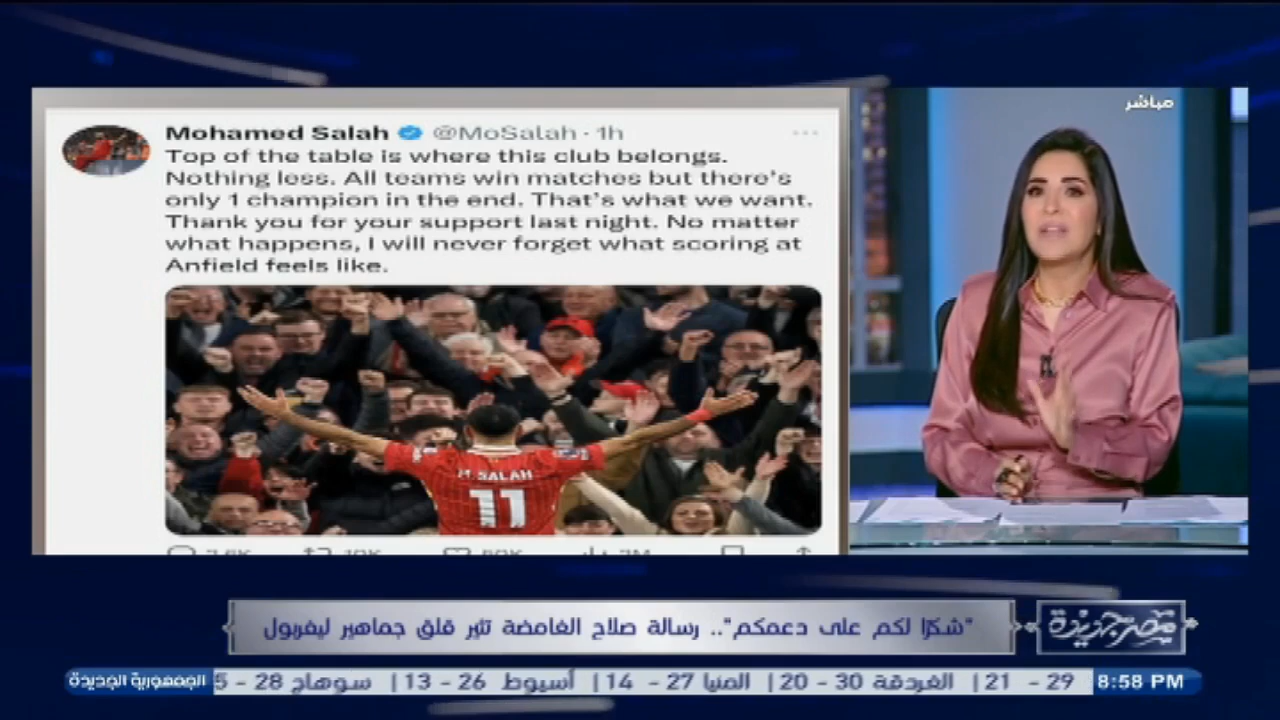 مباشر
Mohamed Salah @MoSalah · 1h
Top of the table is where this club belongs.
Nothing less. All teams win matches but there's
only 1 champion in the end. That's what we want.
Thank you for your support last night. No matter
what happens, I will never forget what scoring at
Anfield feels like.
M. SALAH
11
"شكرًا لكم على دعمكم".. رسالة صلاح الغامضة تثير قلق جماهير ليفربول
مصر جديدة
29 - 21 | الغردقة 30 - 20 | المنيا 27 - 14 | أسيوط 26 - 13 | سوهاج 28 - 5
الجمهورية الجديدة
8:58 PM